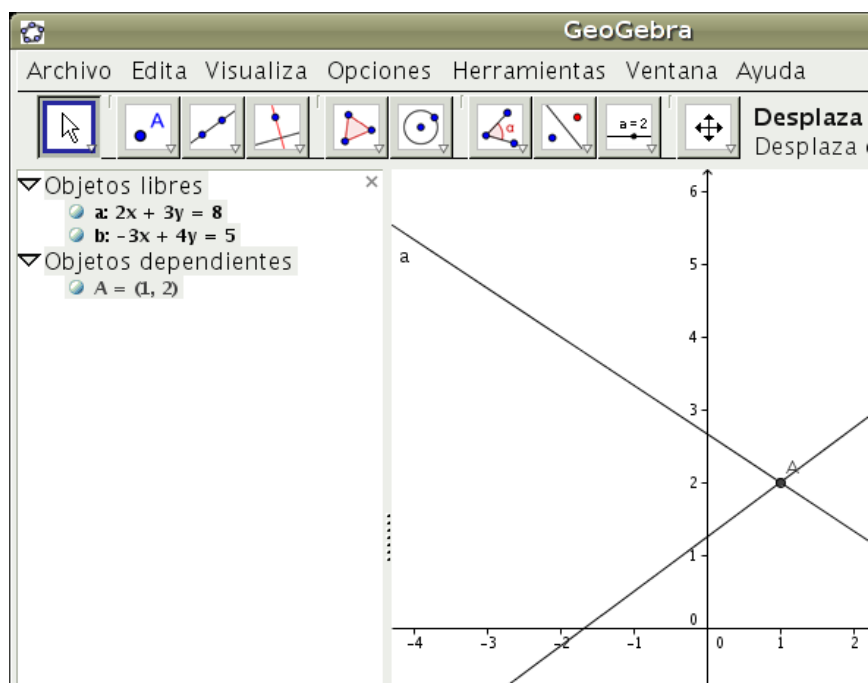 GeoGebra
Archivo Edita Visualiza Opciones Herramientas Ventana Ayuda
A
α
a=2
Desplaza
Desplaza
Objetos libres
a: 2x + 3y = 8
b: -3x + 4y = 5
Objetos dependientes
A = (1, 2)
6
a
5
4
3
A
2
1
0
-4 -3 -2 -1 0 1 2